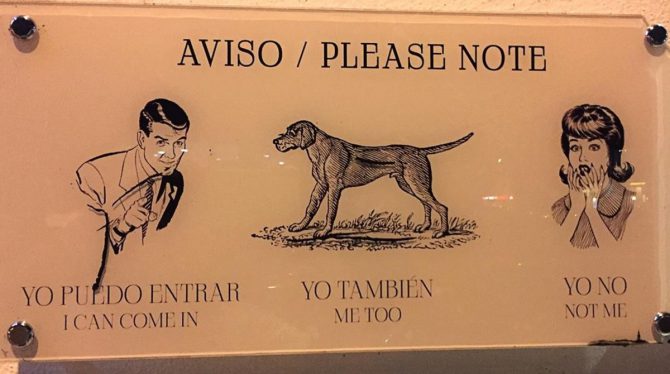 AVISO / PLEASE NOTE
YO PUEDO ENTRAR
I CAN COME IN
YO TAMBIÉN
ME TOO
YO NO
NOT ME